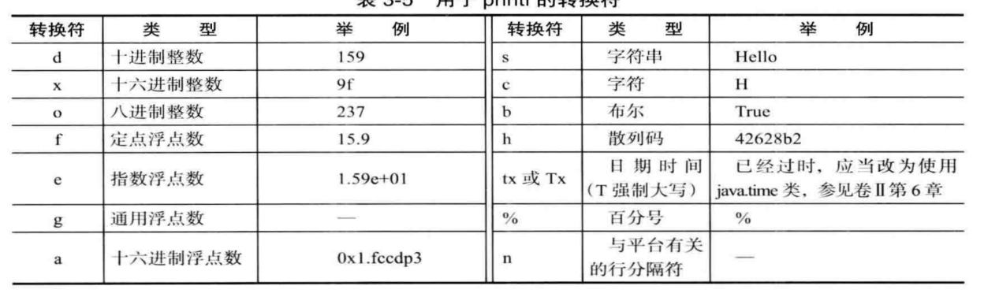 表 3-5 用于 printf 的转换符
转换符 类 型 举 例 转换符 类 型 举 例
d 十进制整数 159 s 字符串 Hello
x 十六进制整数 9f c 字符 H
o 八进制整数 237 b 布尔 True
f 定点浮点数 15.9 h 散列码 42628b2
e 指数浮点数 1.59e+01 tx 或 Tx 日期时间 已经过时，应当改为使用
（T 强制大写） java.time 类，参见卷Ⅱ第 6 章
g 通用浮点数 — % 百分号 %
a 十六进制浮点数 0x1.fccdp3 n 与平台有关 —
的行分隔符